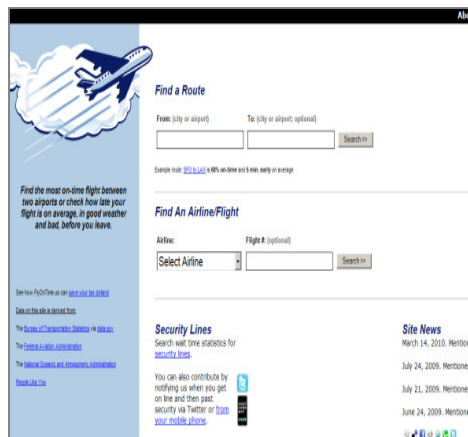 Abo
Find a Route
From: (city or airport)
To: (city or airport; optional)
Search >>
Example route: SFO to LAX is 68% on-time and 5 min. early on average
Find the most on-time flight between
two airports or check how late your
flight is on average, in good weather
and bad, before you leave.
Find An Airline/Flight
Airline:
Flight #: (optional)
Select Airline
Search >>
See how FlyOnTime.us can save your tax dollars!
Data on this site is derived from:
The Bureau of Transportation Statistics via data.gov
The Federal Aviation Administration
The National Oceanic and Atmospheric Administration
People Like You
Security Lines
Search wait time statistics for
security lines.
You can also contribute by
notifying us when you get
on line and then past
security via Twitter or from
your mobile phone.
Site News
March 14, 2010. Mention
July 24, 2009. Mentione
July 21, 2009. Mentione
June 24, 2009. Mention